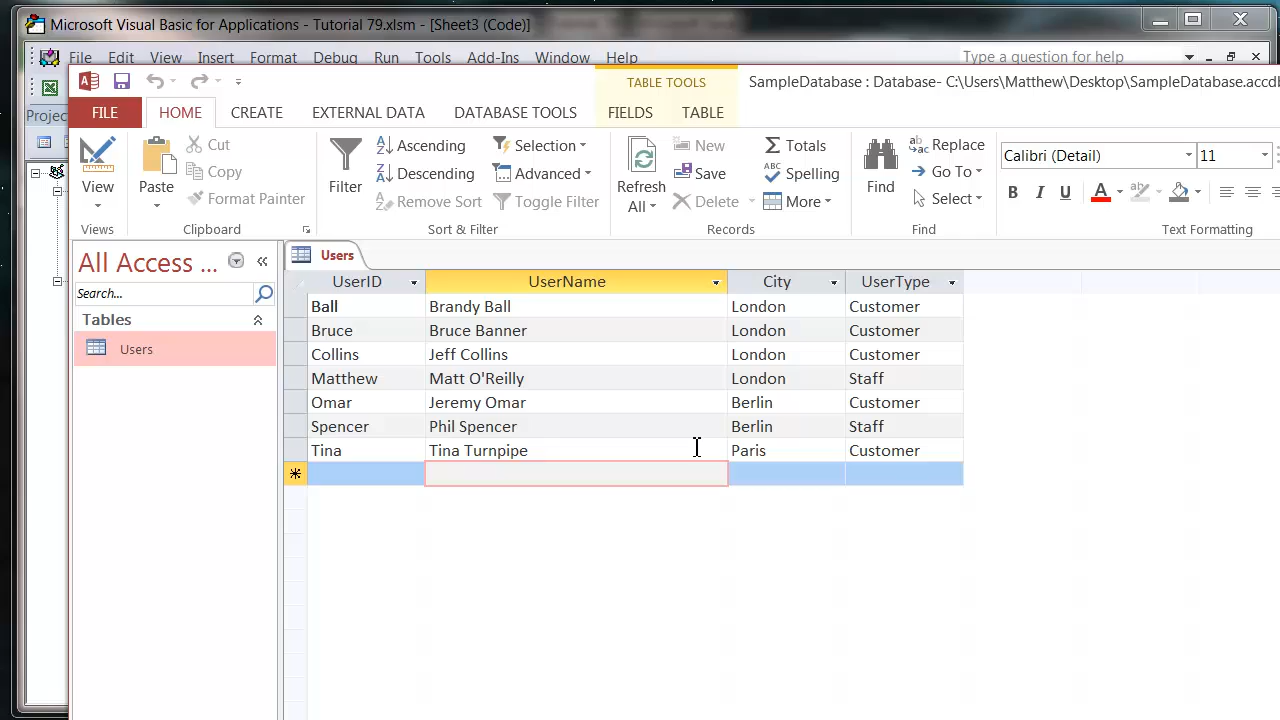 Microsoft Visual Basic for Applications - Tutorial 79.xlsm - [Sheet3 (Code)]
File Edit View Insert Format Debug Run Tools Add-Ins Window Help Type a question for help
SampleDatabase : Database- C:\Users\Matthew\Desktop\SampleDatabase.accdb
TABLE TOOLS
FILE HOME CREATE EXTERNAL DATA DATABASE TOOLS FIELDS TABLE
Projec
View
Views
Paste
Cut
Copy
Format Painter
Clipboard
Filter
Ascending
Descending
Remove Sort
Selection
Advanced
Toggle Filter
Sort & Filter
Refresh
All
New
Save
Delete
Totals
Spelling
More
Records
Find
Replace
Go To
Select
Find
Calibri (Detail) 11
B I U A
Text Formatting
All Access ...
Search...
Tables
Users
Users
UserID UserName City UserType
Ball Brandy Ball London Customer
Bruce Bruce Banner London Customer
Collins Jeff Collins London Customer
Matthew Matt O'Reilly London Staff
Omar Jeremy Omar Berlin Customer
Spencer Phil Spencer Berlin Staff
Tina Tina Turnpipe Paris Customer